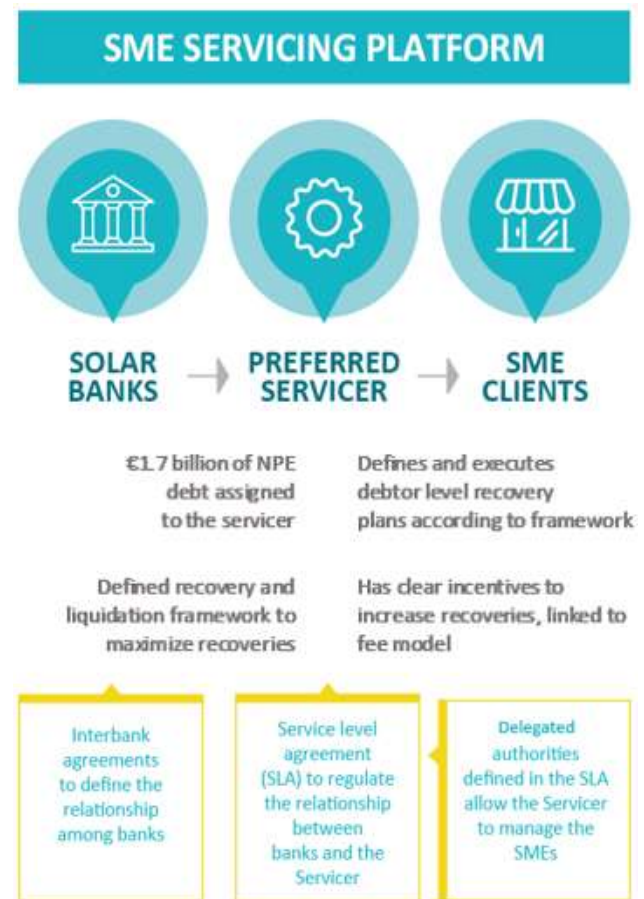 SME SERVICING PLATFORM
SOLAR
BANKS
PREFERRED
SERVICER
SME
CLIENTS
€1.7 billion of NPE
debt assigned
to the servicer
Defines and executes
debtor level recovery
plans according to framework
Defined recovery and
liquidation framework to
maximize recoveries
Has clear incentives to
increase recoveries, linked to
fee model
Interbank
agreements
to define the
relationship
among banks
Service level
agreement
(SLA) to regulate
the relationship
between
banks and the
Servicer
Delegated
authorities
defined in the SLA
allow the Servicer
to manage the
SMEs